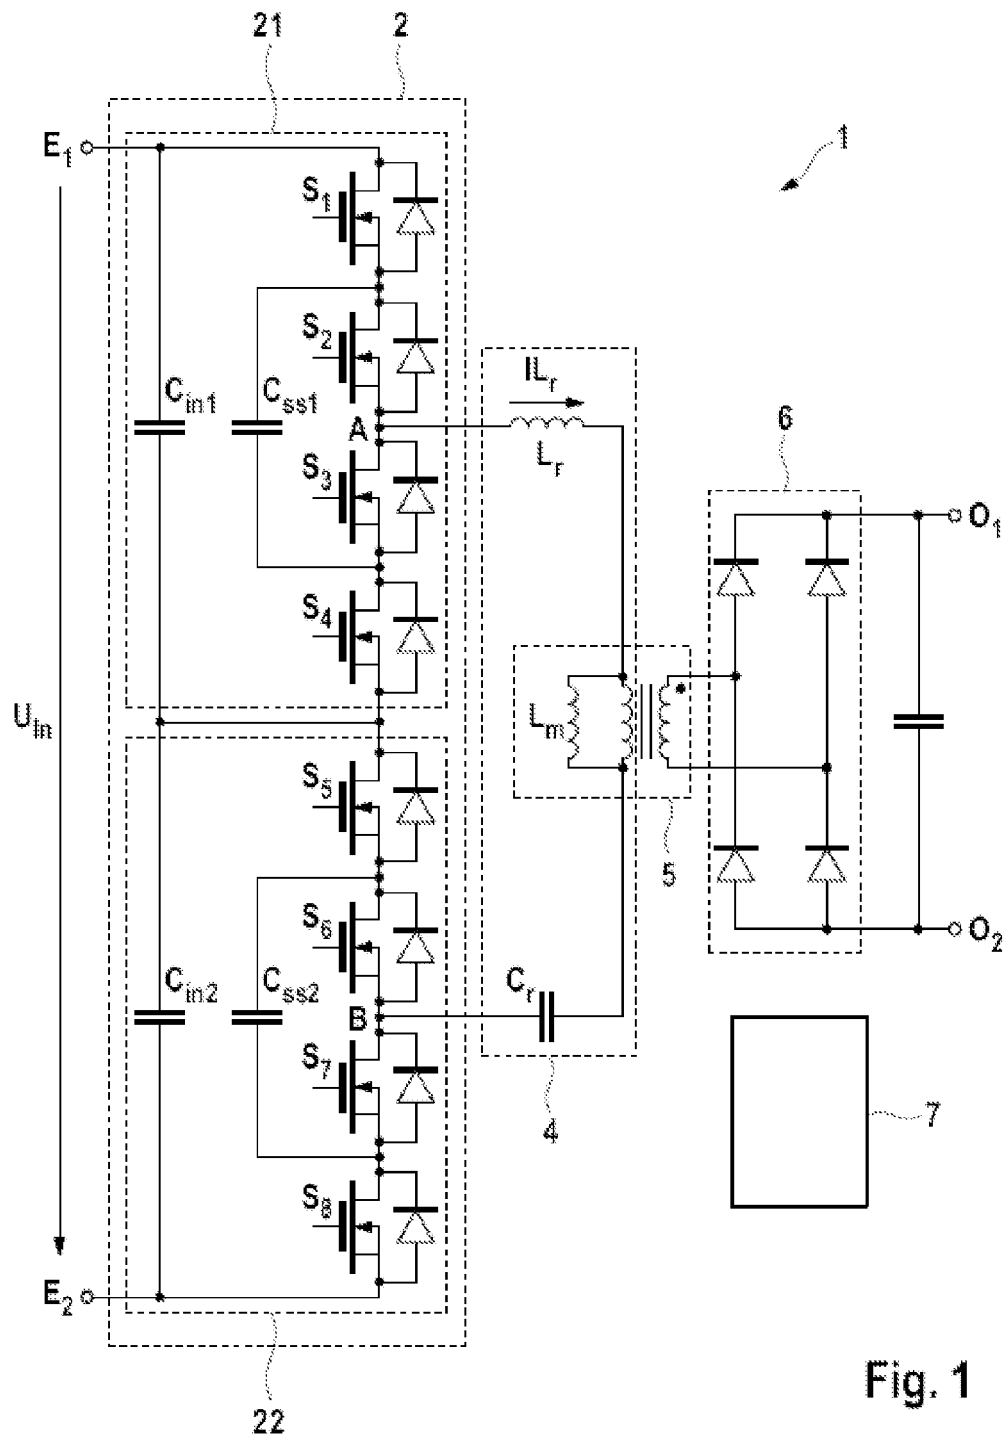 21
2
E1
1
S1
S2
Cin1
Css1
ILr
A
Lr
6
S3
O1
S4
Uin
Lm
S5
5
S6
O2
Cin2
Css2
Cr
B
S7
4
7
S8
E2
Fig. 1
22